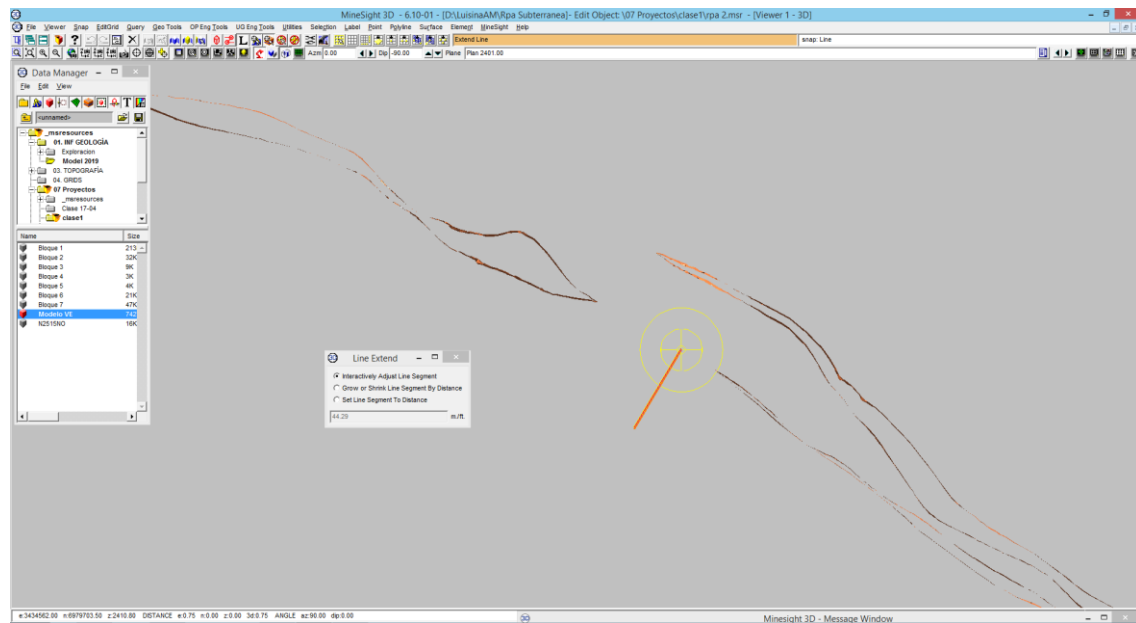 MineSight 3D - 6.10-01 - [D:\LuisinaAM\Rpa Subterranea]- Edit Object: \07 Proyectos\clase1\rpa 2.msr - [Viewer 1 - 3D]
File Viewer Snap EditGrid Query Geo Tools OP Eng Tools UG Eng Tools Utilities Selection Label Point Polyline Surface Element MineSight Help
Extend Line
snap: Line
Azm 0.00 Dip -90.00 Plane Plan 2401.00
Data Manager
File Edit View
<unnamed>
_msresources
01. INF GEOLOGÍA
Exploracion
Model 2019
03. TOPOGRAFÍA
04. GRIDS
07 Proyectos
_msresources
Clase 17-04
clase1
Name Size
Bloque 1 213
Bloque 2 32K
Bloque 3 9K
Bloque 4 3K
Bloque 5 4K
Bloque 6 21K
Bloque 7 47K
Modelo VE 742
N2515NO 16K
Line Extend
Interactively Adjust Line Segment
Grow or Shrink Line Segment By Distance
Set Line Segment To Distance
44.29 m./ft.
e:3434562.00 n:6979703.50 z:2410.80 DISTANCE e:0.75 n:0.00 z:0.00 3d:0.75 ANGLE az:90.00 dip:0.00
Minesight 3D - Message Window